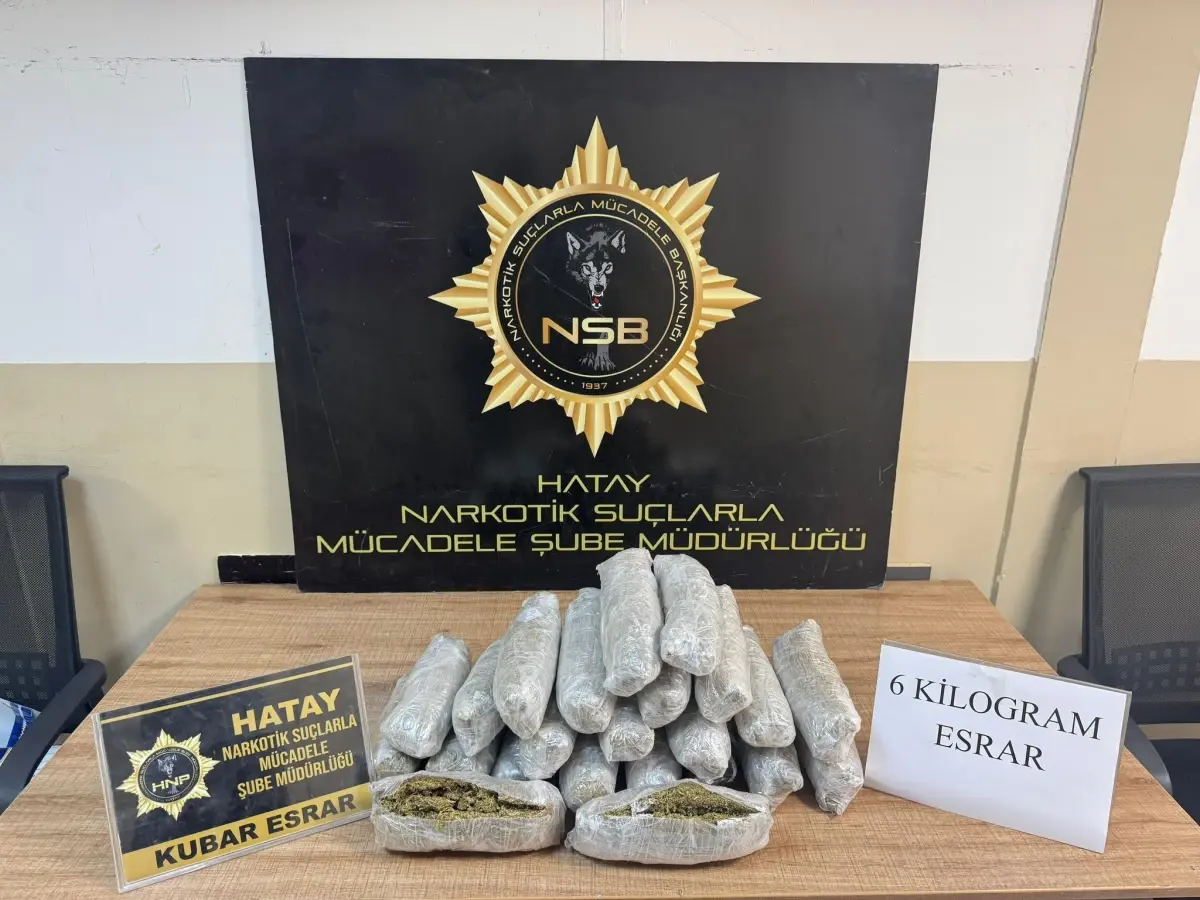 NARKOTİK SUÇLARLA MÜCADELE BAŞKANLIĞI
NSB
1937
HATAY
NARKOTİK SUÇLARLA
MÜCADELE ŞUBE MÜDÜRLÜĞÜ
HATAY
NARKOTİK SUÇLARLA
MÜCADELE
ŞUBE MÜDÜRLÜĞÜ
HNP
KUBAR ESRAR
6 KİLOGRAM
ESRAR